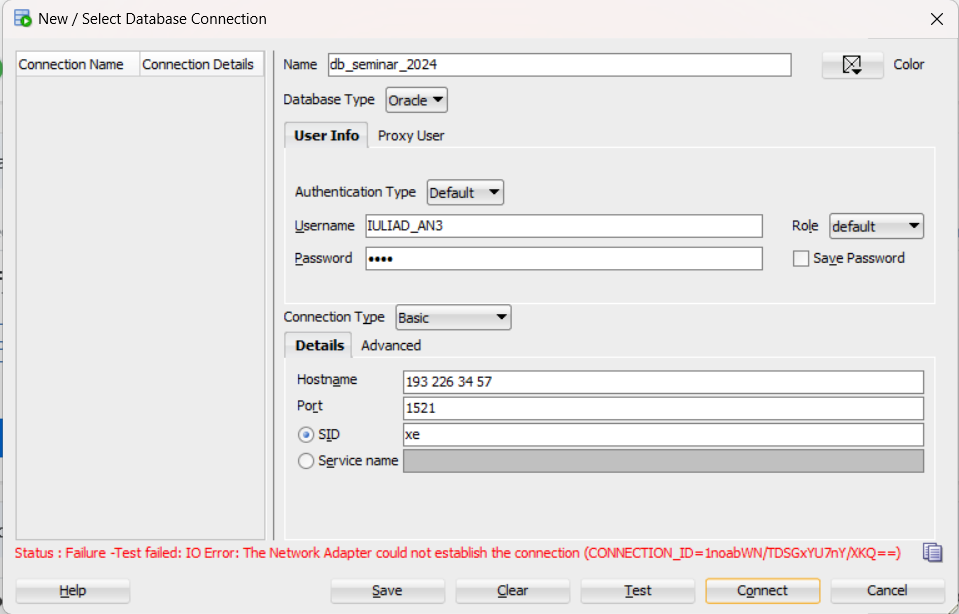 New / Select Database Connection
Connection Name Connection Details
Name db_seminar_2024 Color
Database Type Oracle
User Info Proxy User
Authentication Type Default
Username IULIAD_AN3 Role default
Password •••• Save Password
Connection Type Basic
Details Advanced
Hostname 193 226 34 57
Port 1521
SID xe
Service name
Status : Failure -Test failed: IO Error: The Network Adapter could not establish the connection (CONNECTION_ID=1noabWN/TDSGxYU7nY/XKQ==)
Help Save Clear Test Connect Cancel